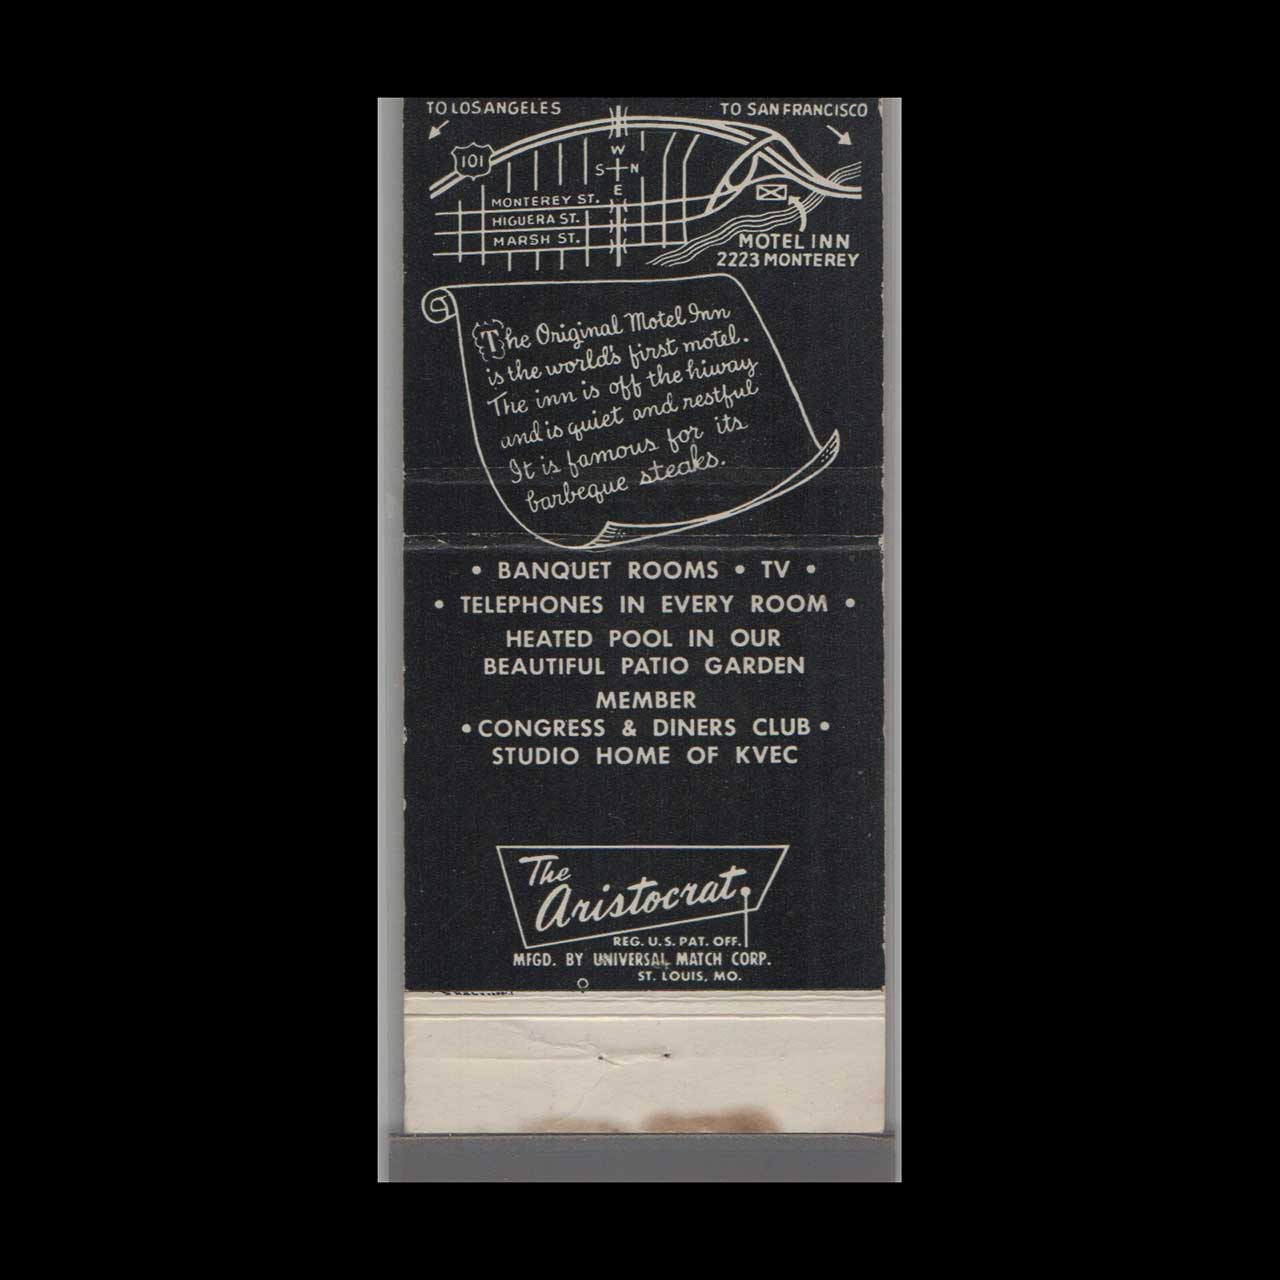 TO LOS ANGELES
TO SAN FRANCISCO
101
W
S N
E
MONTEREY ST.
HIGUERA ST.
MARSH ST.
MOTEL INN
2223 MONTEREY
The Original Motel Inn
is the world's first motel.
The inn is off the hiway
and is quiet and restful
It is famous for its
barbeque steaks.
• BANQUET ROOMS • TV •
• TELEPHONES IN EVERY ROOM •
HEATED POOL IN OUR
BEAUTIFUL PATIO GARDEN
MEMBER
• CONGRESS & DINERS CLUB •
STUDIO HOME OF KVEC
The
Aristocrat
REG. U.S. PAT. OFF.
MFGD. BY UNIVERSAL MATCH CORP.
ST. LOUIS, MO.